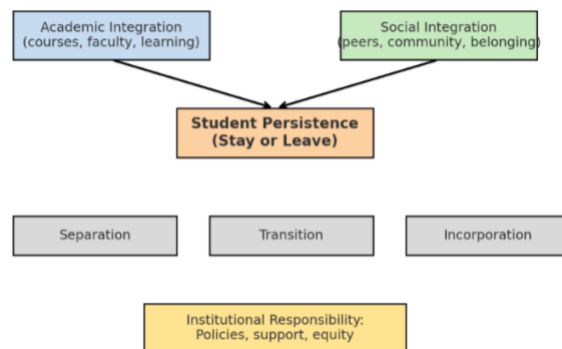 Academic Integration
(courses, faculty, learning)
Social Integration
(peers, community, belonging)
Student Persistence
(Stay or Leave)
Separation
Transition
Incorporation
Institutional Responsibility:
Policies, support, equity